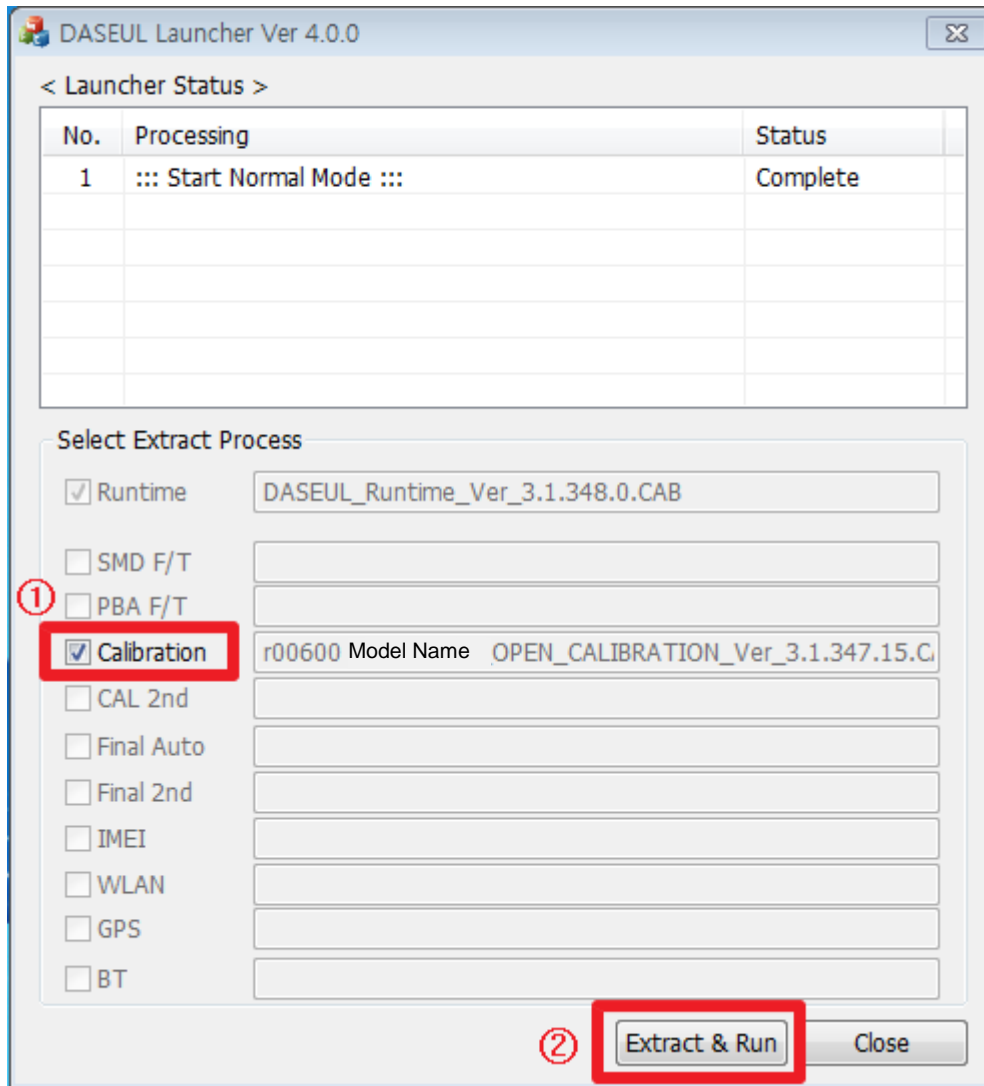 DASEUL Launcher Ver 4.0.0
< Launcher Status >
No. Processing Status
1 ::: Start Normal Mode ::: Complete
Select Extract Process
Runtime DASEUL_Runtime_Ver_3.1.348.0.CAB
SMD F/T
① PBA F/T
Calibration r00600 Model Name _OPEN_CALIBRATION_Ver_3.1.347.15.C
CAL 2nd
Final Auto
Final 2nd
IMEI
WLAN
GPS
BT
② Extract & Run Close